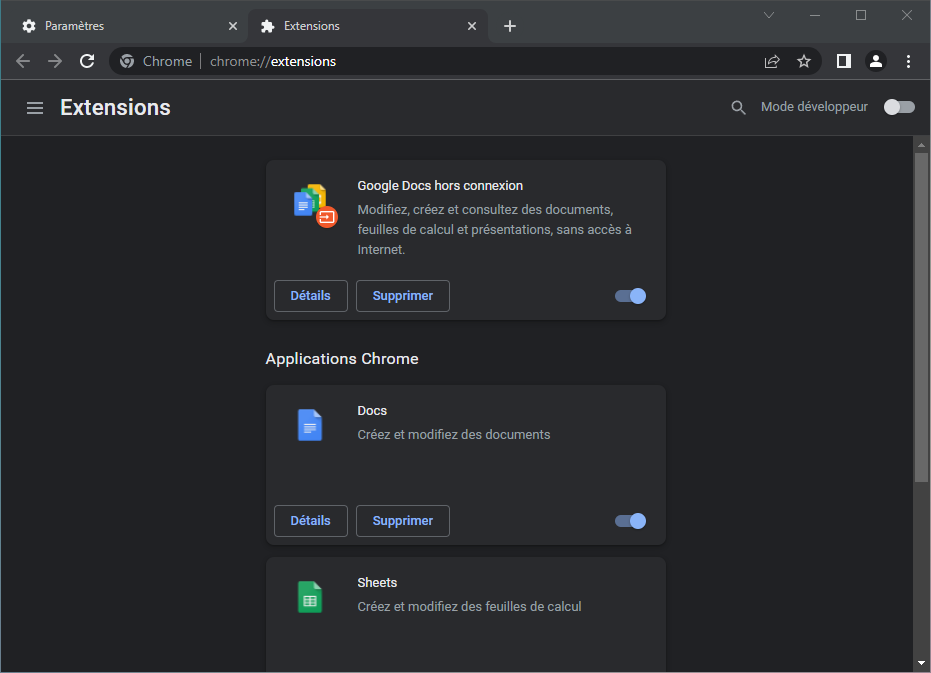 Paramètres
Extensions
Chrome
chrome://extensions
Extensions
Mode développeur
Google Docs hors connexion
Modifiez, créez et consultez des documents,
feuilles de calcul et présentations, sans accès à
Internet.
Détails
Supprimer
Applications Chrome
Docs
Créez et modifiez des documents
Détails
Supprimer
Sheets
Créez et modifiez des feuilles de calcul